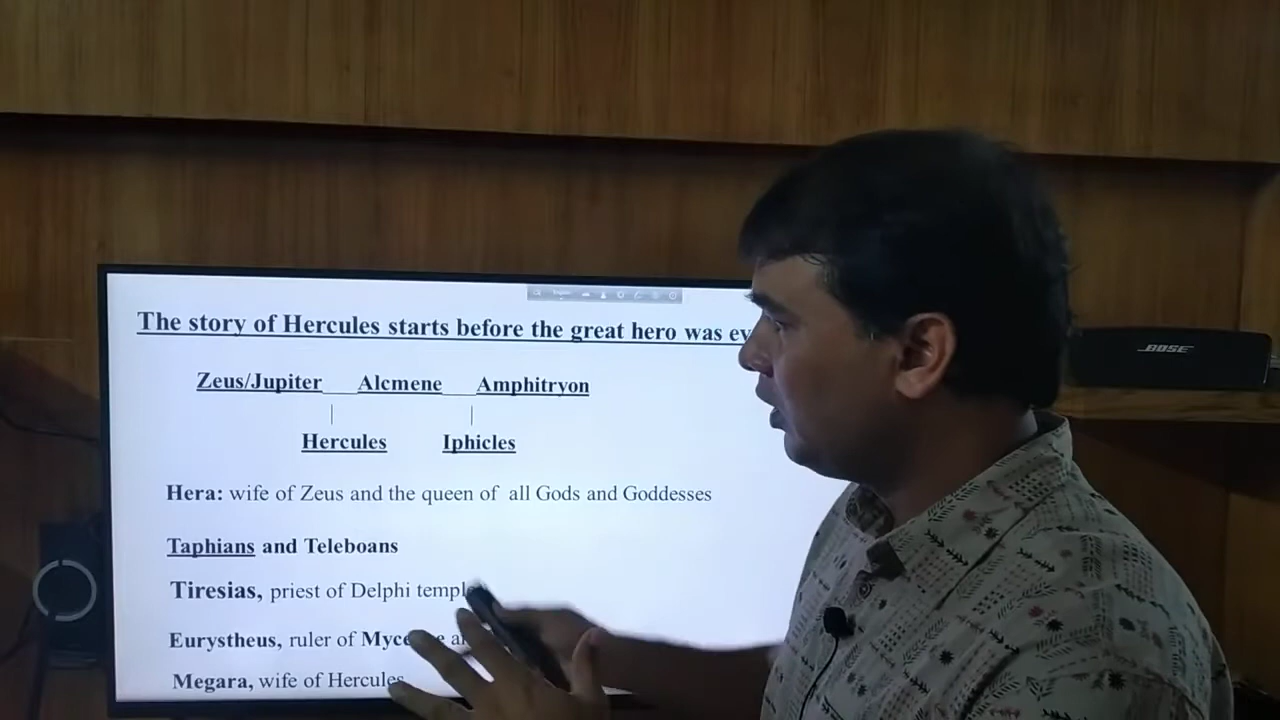 The story of Hercules starts before the great hero was
Zeus/Jupiter Alcmene Amphitryon
Hercules Iphicles
Hera: wife of Zeus and the queen of all Gods and Goddesses
Taphians and Teleboans
Tiresias, priest of Delphi
Eurystheus, ruler of
Megara, wife of Hercules
BOSE